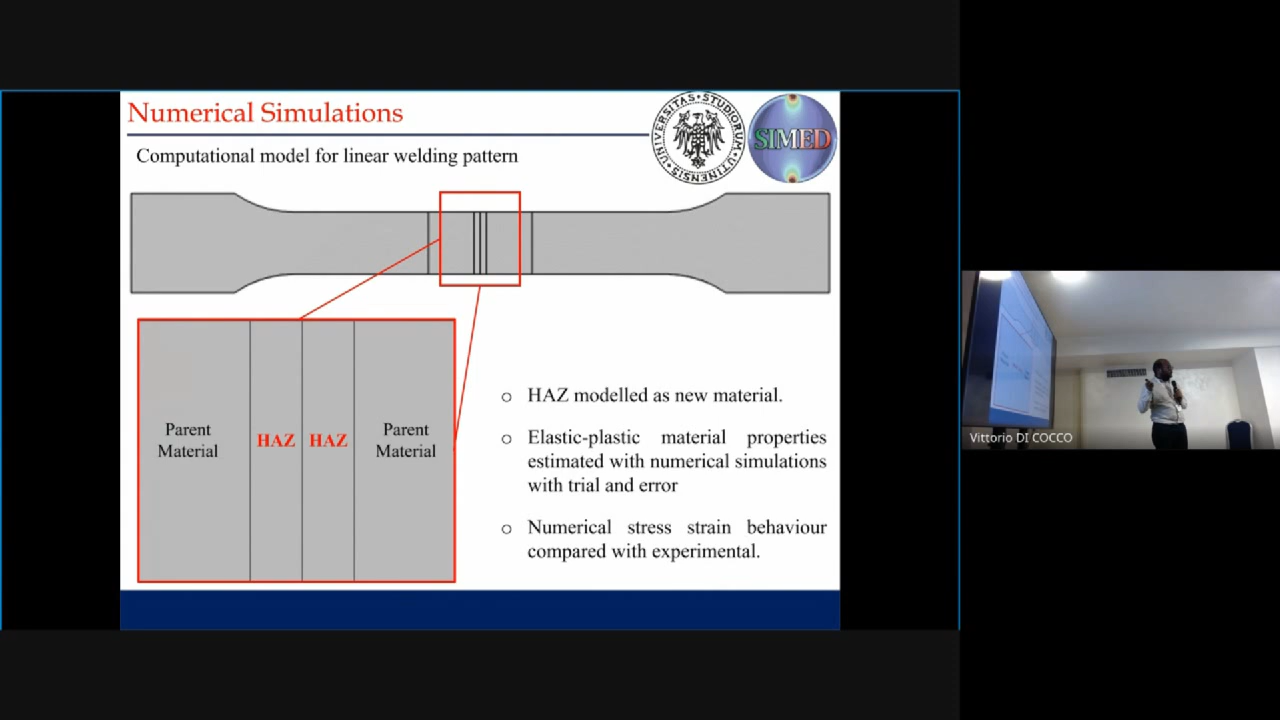 Numerical Simulations
UNIVERSITAS·STUDIORUM
UTINENSIS·
SIMED
Computational model for linear welding pattern
Parent
Material
HAZ
HAZ
Parent
Material
o HAZ modelled as new material.
o Elastic-plastic material properties
estimated with numerical simulations
with trial and error
o Numerical stress strain behaviour
compared with experimental.
Vittorio DI COCCO